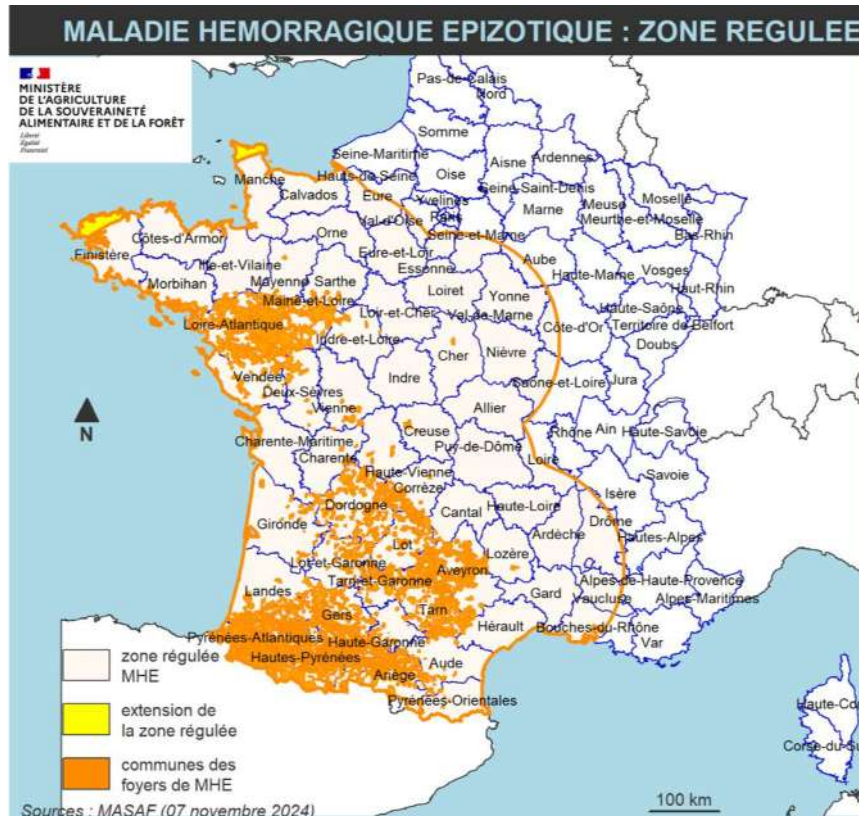 MALADIE HEMORRAGIQUE EPIZOTIQUE : ZONE REGULEE
MINISTÈRE
DE L'AGRICULTURE
DE LA SOUVERAINETÉ
ALIMENTAIRE ET DE LA FORÊT
Liberté
Égalité
Fraternité
Pas-de-Calais
Nord
Somme
Seine-Maritime
Aisne
Ardennes
Oise
Hauts-de-Seine
Manche
Calvados
Eure
Yvelines
Seine-Saint-Denis
Meuse
Moselle
Marne
Meurthe-et-Moselle
Paris
Val-d'Oise
Bas-Rhin
Côtes-d'Armor
Orne
Seine-et-Marne
Finistère
Ille-et-Vilaine
Eure-et-Loir
Essonne
Aube
Vosges
Haute-Marne
Morbihan
Mayenne
Sarthe
Loiret
Yonne
Haut-Rhin
Maine-et-Loire
Loir-et-Cher
Val-de-Marne
Haute-Saône
Loire-Atlantique
Côte-d'Or
Territoire de Belfort
Indre-et-Loire
Doubs
Cher
Nièvre
Vendée
Indre
Saône-et-Loire
Jura
Deux-Sèvres
Vienne
Allier
N
Creuse
Rhône
Ain
Haute-Savoie
Charente-Maritime
Puy-de-Dôme
Charente
Loire
Haute-Vienne
Savoie
Corrèze
Isère
Dordogne
Cantal
Haute-Loire
Gironde
Drôme
Ardèche
Hautes-Alpes
Lot
Lot-et-Garonne
Lozère
Aveyron
Tarn-et-Garonne
Alpes-de-Haute-Provence
Landes
Gard
Vaucluse
Alpes-Maritimes
Gers
Tarn
Hérault
Bouches-du-Rhône
Pyrénées-Atlantiques
Haute-Garonne
Var
Hautes-Pyrénées
Aude
Ariège
Pyrénées-Orientales
zone régulée
MHE
extension de
la zone régulée
communes des
foyers de MHE
Haute-Co
Corse-du-Su
Sources : MASAF (07 novembre 2024)
100 km